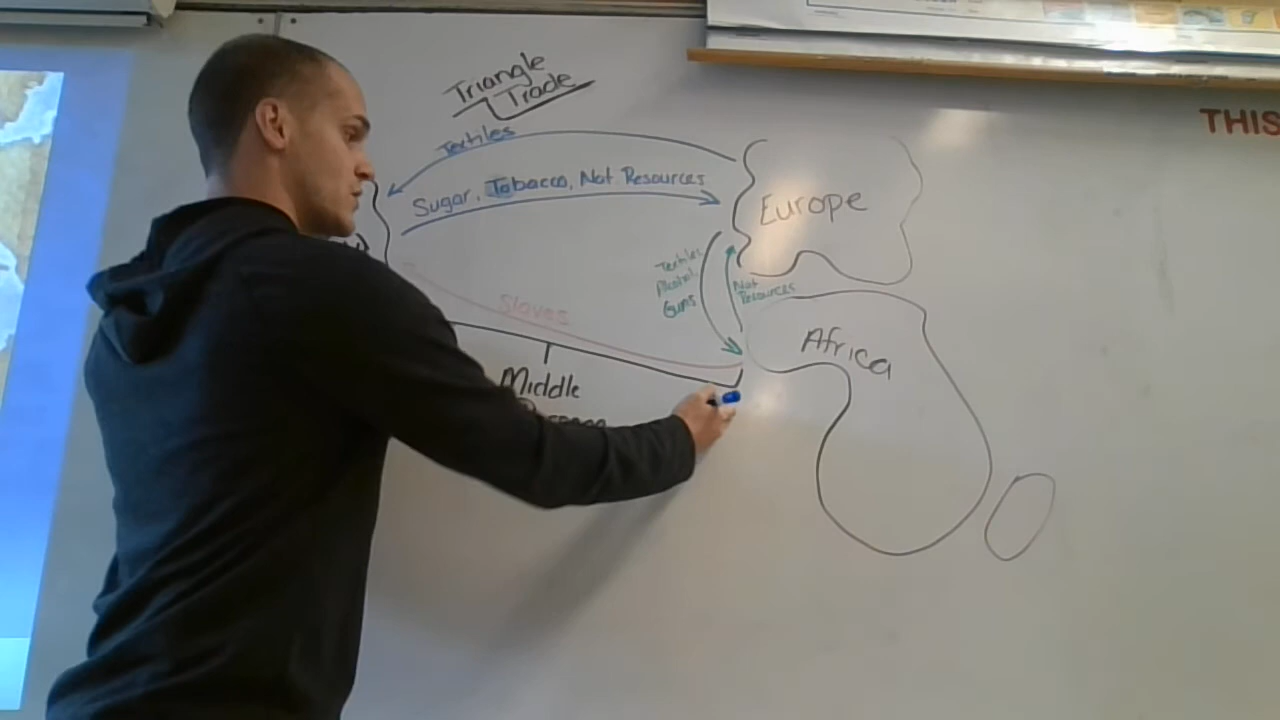 Triangle
Trade
Textiles
Sugar, Tobacco, Nat Resources
Europe
Textiles
Alcohol
Guns
Nat
Resources
Slaves
Africa
Middle
THIS